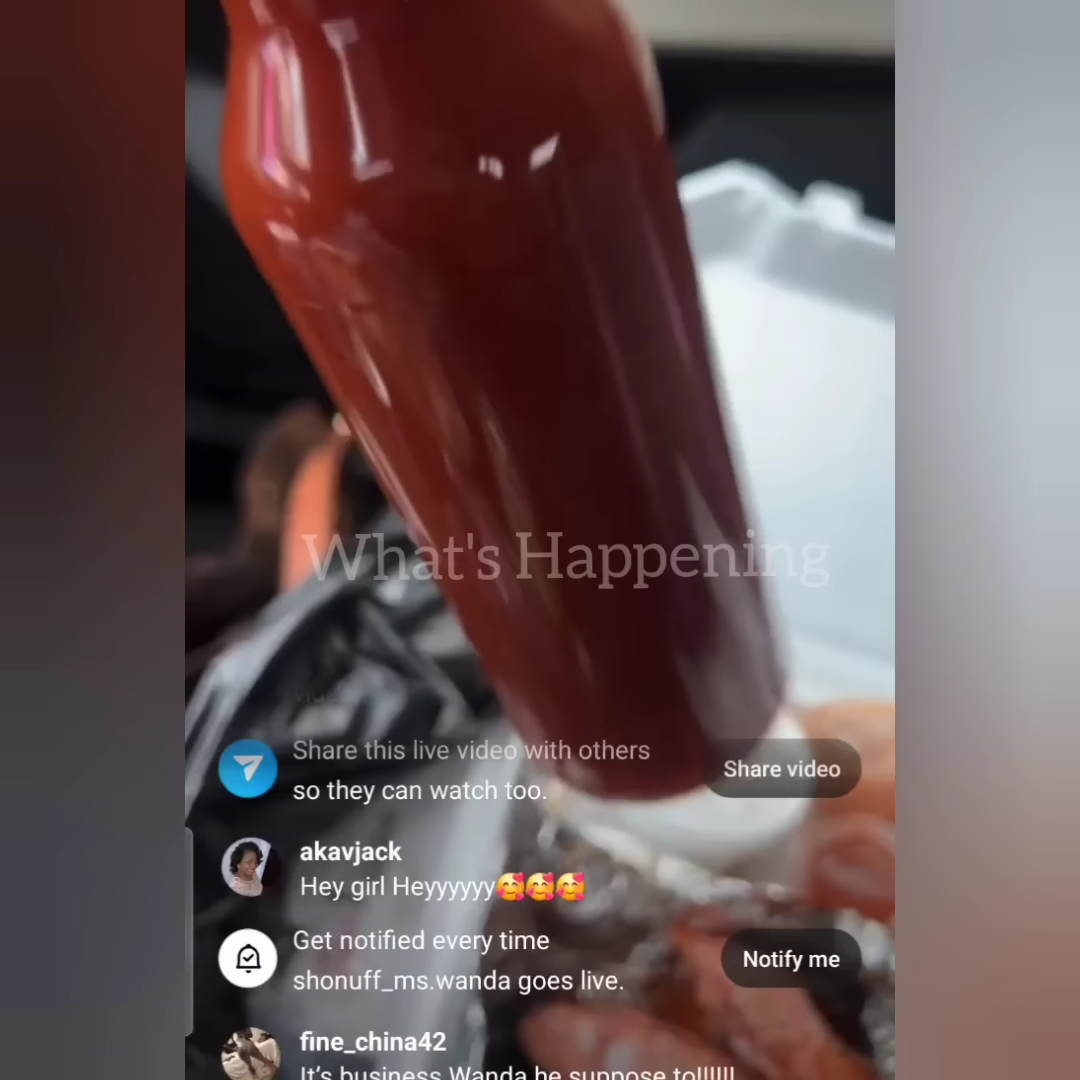 What's Happening
Share this live video with others
so they can watch too.
Share video
akavjack
Hey girl Heyyyyyy🥰🥰🥰
Get notified every time
shonuff_ms.wanda goes live.
Notify me
fine_china42
It's business Wanda he suppose to!!!!!!